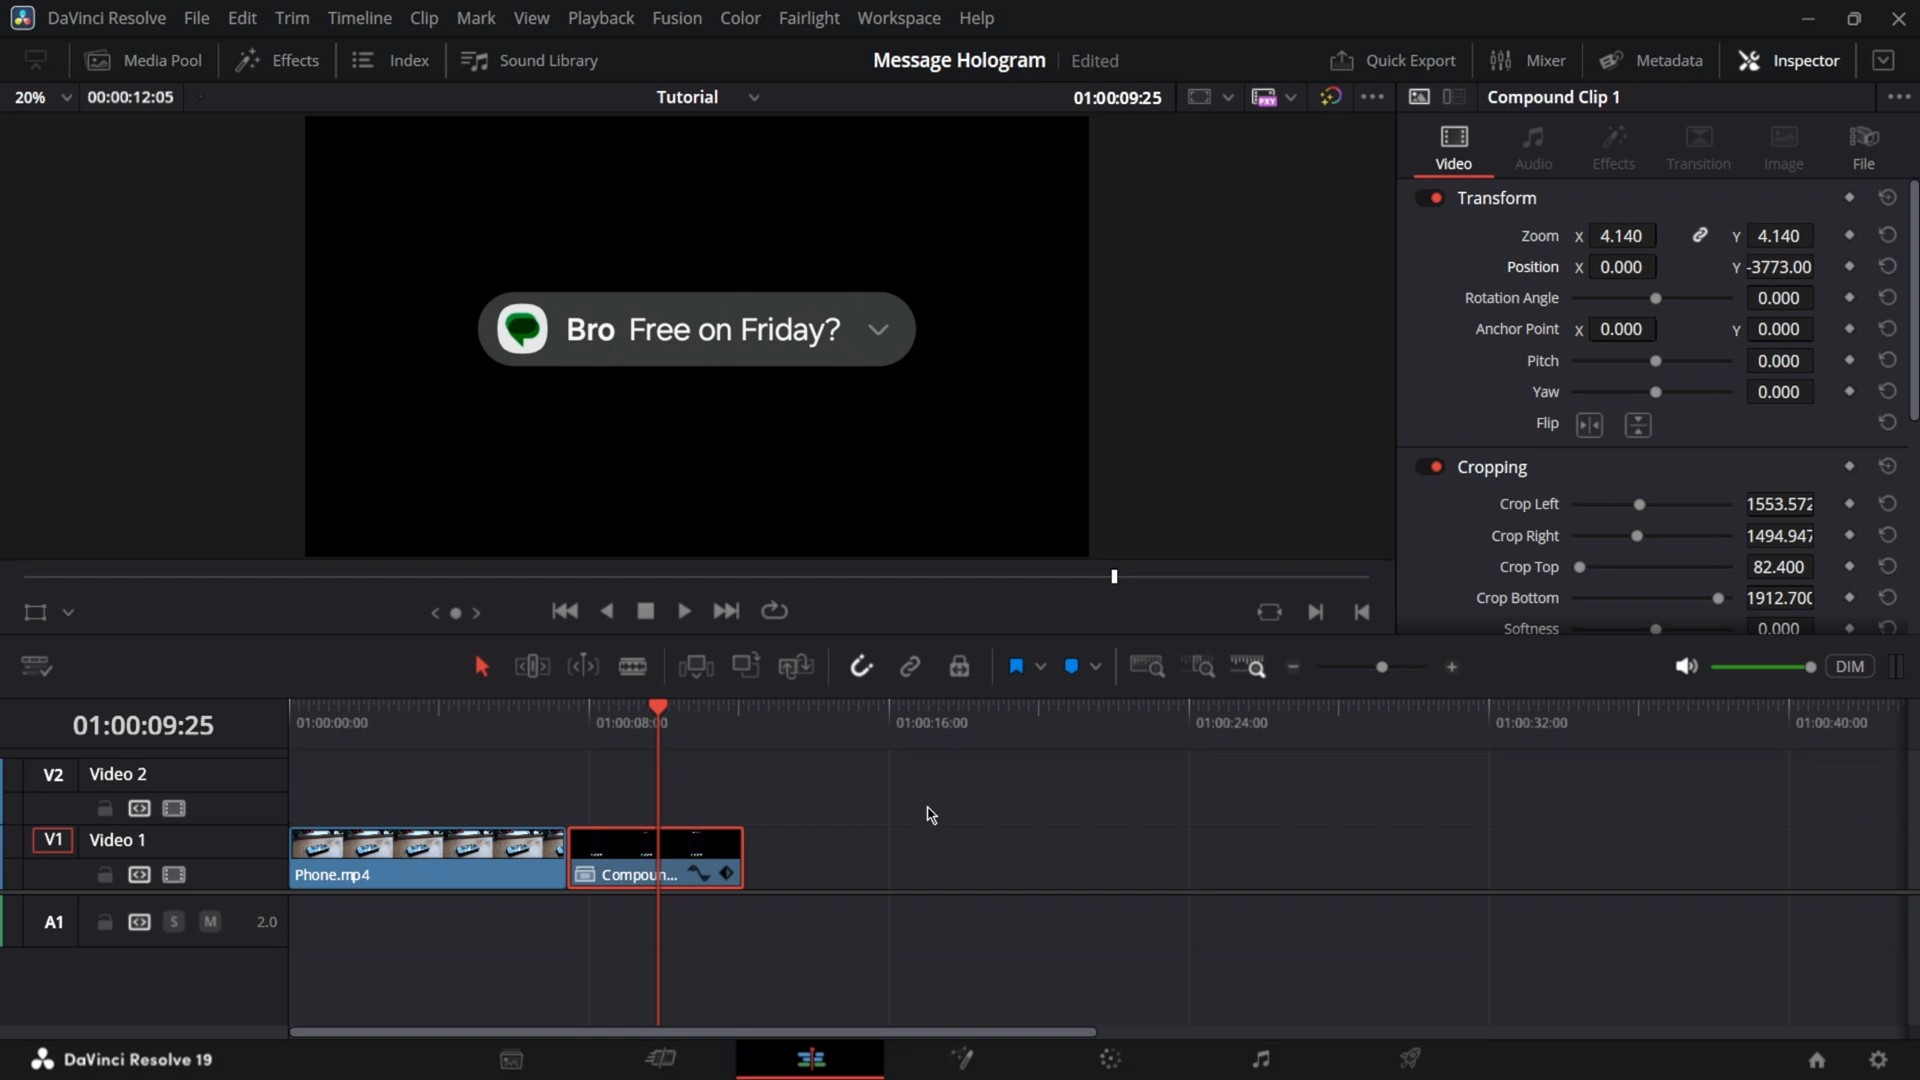 DaVinci Resolve File Edit Trim Timeline Clip Mark View Playback Fusion Color Fairlight Workspace Help
Media Pool Effects Index Sound Library Message Hologram Edited Quick Export Mixer Metadata Inspector
20% 00:00:12:05 Tutorial 01:00:09:25 PXY Compound Clip 1
Video Audio Effects Transition Image File
Transform
Zoom X 4.140 Y 4.140
Position X 0.000 Y -3773.00
Rotation Angle 0.000
Anchor Point X 0.000 Y 0.000
Pitch 0.000
Yaw 0.000
Flip
Cropping
Crop Left 1553.572
Crop Right 1494.947
Crop Top 82.400
Crop Bottom 1912.700
Softness 0.000
Bro Free on Friday?
DIM
01:00:09:25
01:00:00:00 01:00:08:00 01:00:16:00 01:00:24:00 01:00:32:00 01:00:40:00
V2 Video 2
V1 Video 1
Phone.mp4 Compoun...
A1 S M 2.0
DaVinci Resolve 19